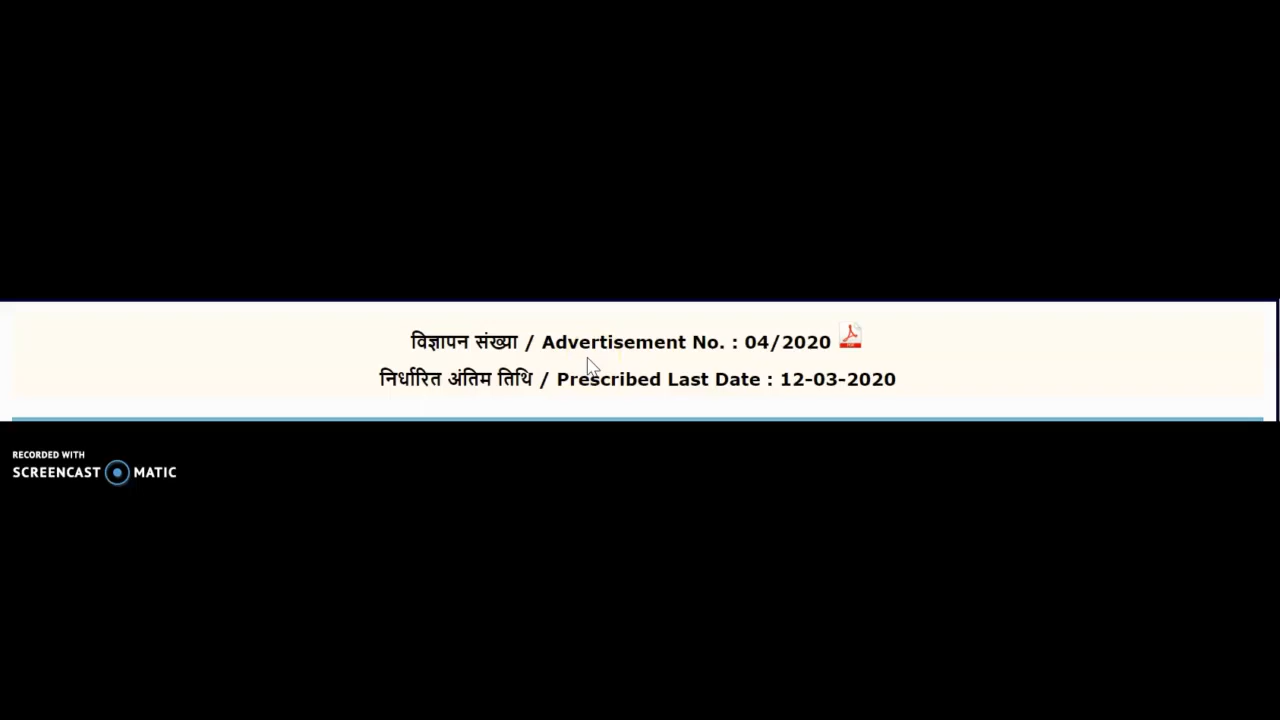 विज्ञापन संख्या / Advertisement No. : 04/2020
निर्धारित अंतिम तिथि / Prescribed Last Date : 12-03-2020
RECORDED WITH
SCREENCAST MATIC